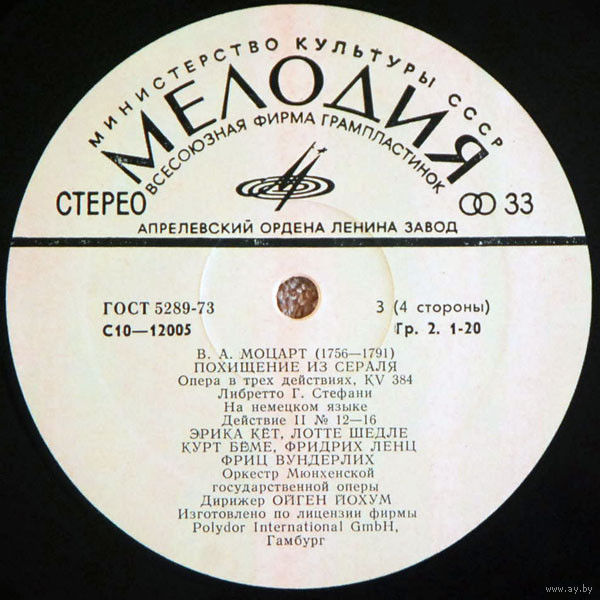 МИНИСТЕРСТВО КУЛЬТУРЫ СССР
МЕЛОДИЯ
ВСЕСОЮЗНАЯ ФИРМА ГРАМПЛАСТИНОК
СТЕРЕО
33
АПРЕЛЕВСКИЙ ОРДЕНА ЛЕНИНА ЗАВОД
ГОСТ 5289-73
3 (4 стороны)
С10—12005
Гр. 2. 1-20
В. А. МОЦАРТ (1756—1791)
ПОХИЩЕНИЕ ИЗ СЕРАЛЯ
Опера в трех действиях, KV 384
Либретто Г. Стефани
На немецком языке
Действие II № 12—16
ЭРИКА КЁТ, ЛОТТЕ ШЕДЛЕ
КУРТ БЁМЕ, ФРИДРИХ ЛЕНЦ
ФРИЦ ВУНДЕРЛИХ
Оркестр Мюнхенской
государственной оперы
Дирижер ОЙГЕН ЙОХУМ
Изготовлено по лицензии фирмы
Polydor International GmbH,
Гамбург
www.ay.by